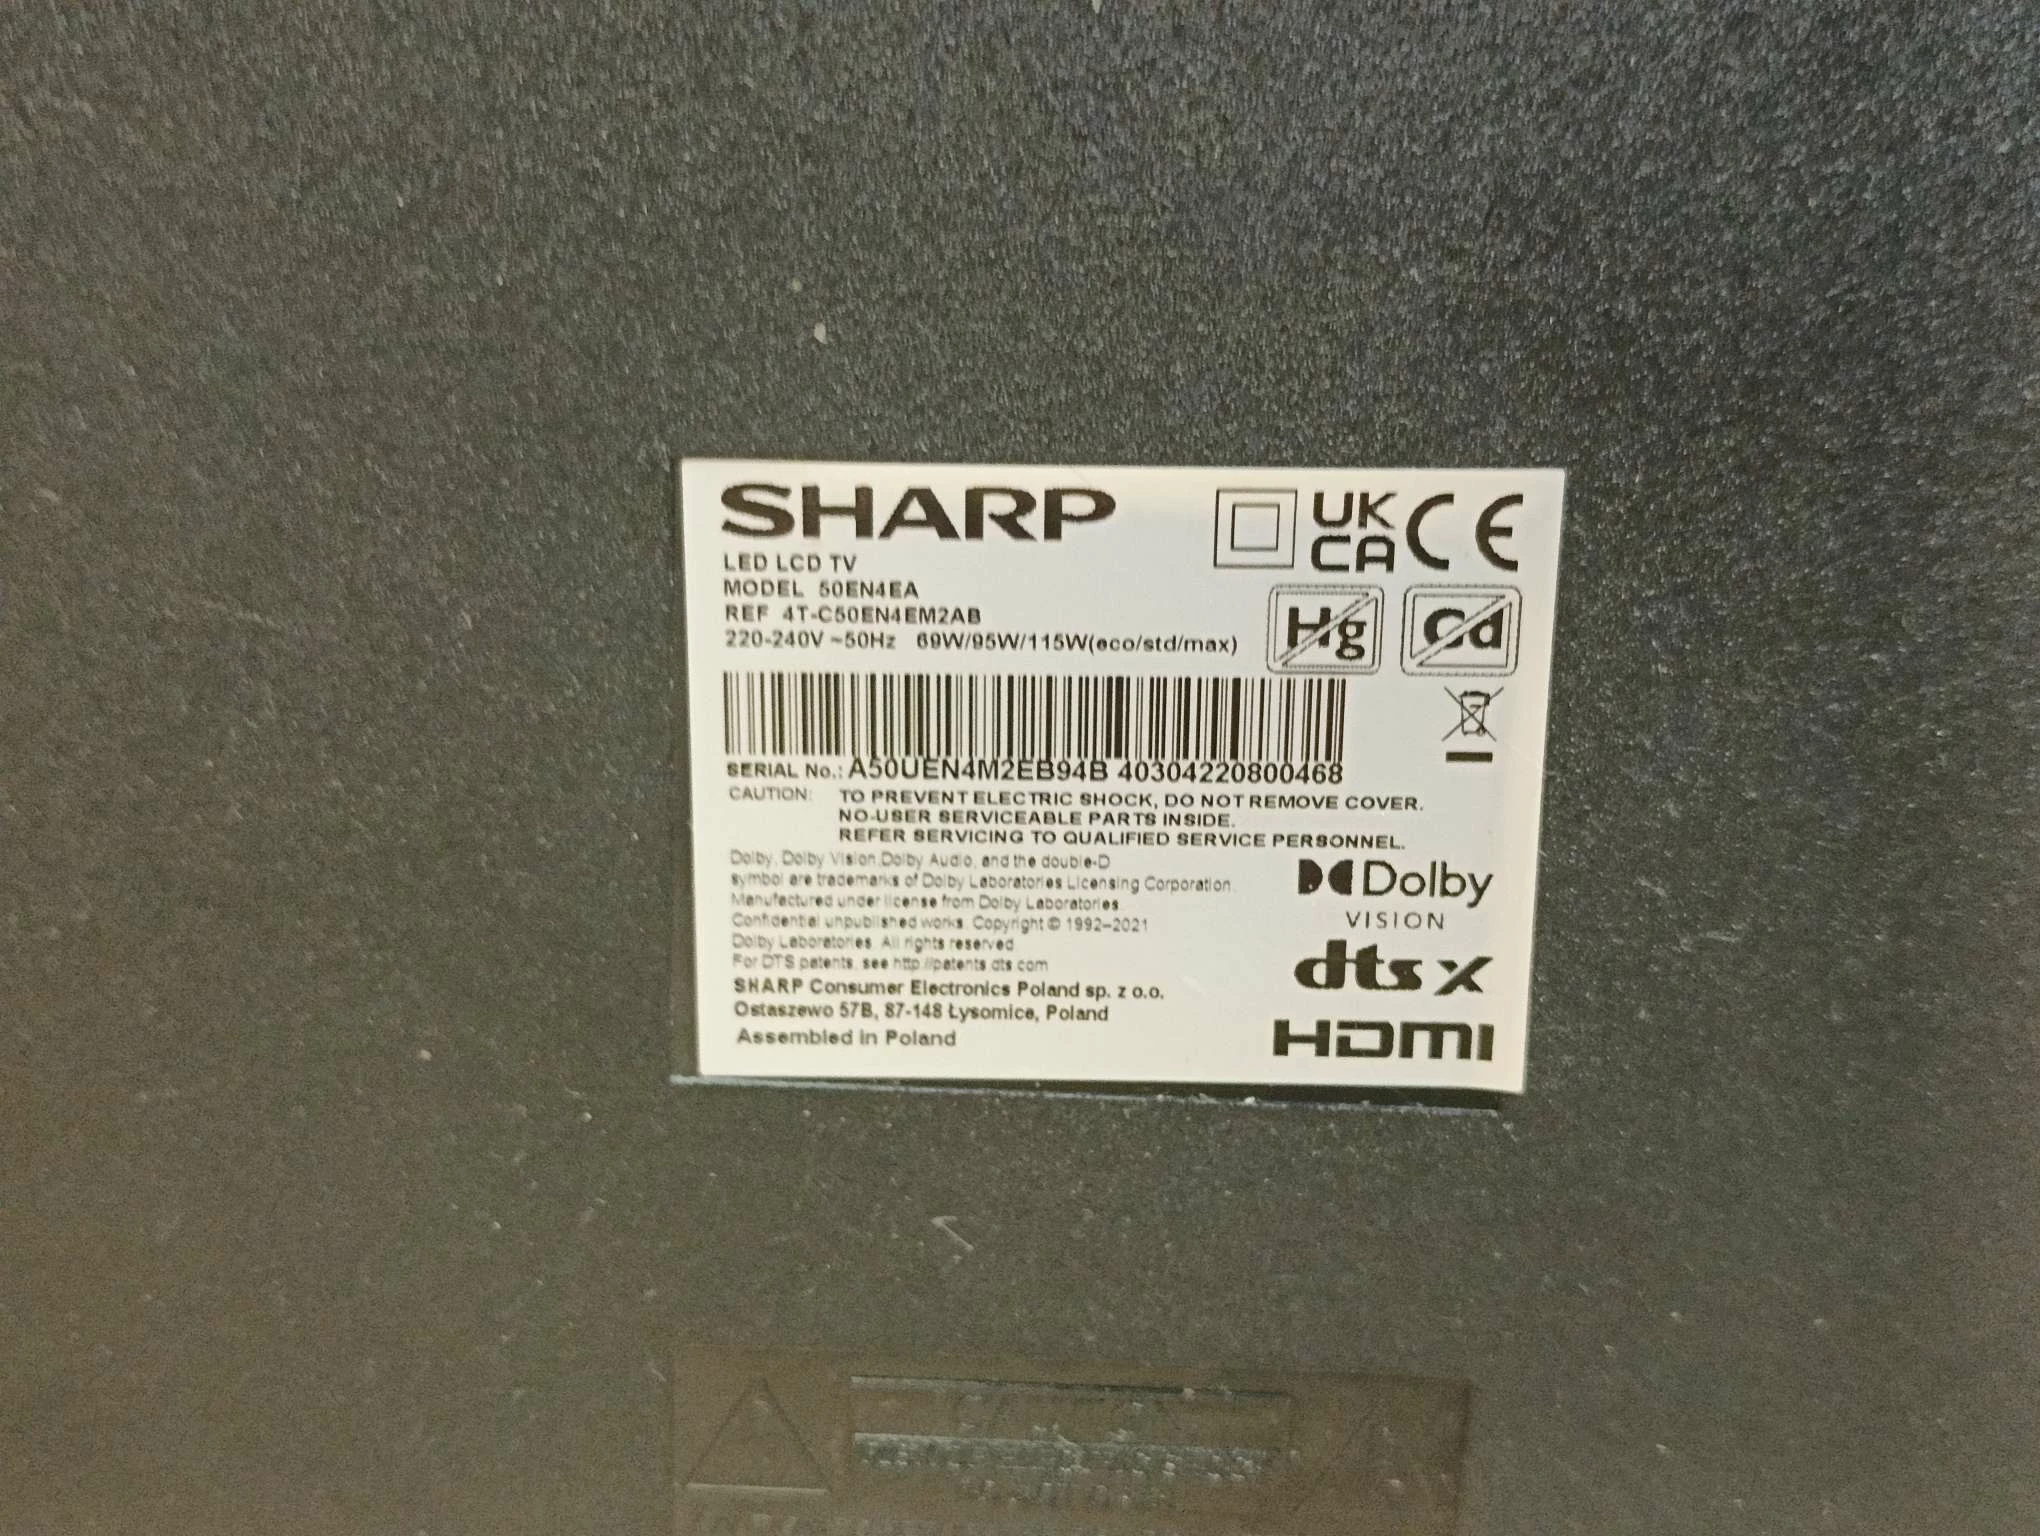 SHARP
UK
CA CE
LED LCD TV
MODEL 50EN4EA
REF 4T-C50EN4EM2AB
220-240V ~50Hz 69W/95W/115W(eco/std/max)
Hg Cd
SERIAL No.: A50UEN4M2EB94B 40304220800468
CAUTION: TO PREVENT ELECTRIC SHOCK, DO NOT REMOVE COVER.
NO-USER SERVICEABLE PARTS INSIDE.
REFER SERVICING TO QUALIFIED SERVICE PERSONNEL.
Dolby, Dolby Vision,Dolby Audio, and the double-D
symbol are trademarks of Dolby Laboratories Licensing Corporation.
Manufactured under license from Dolby Laboratories.
Confidential unpublished works. Copyright © 1992–2021
Dolby Laboratories. All rights reserved.
For DTS patents, see http://patents.dts.com
SHARP Consumer Electronics Poland sp. z o.o.
Ostaszewo 57B, 87-148 Łysomice, Poland
Assembled in Poland
Dolby
VISION
dts x
HDMI
CAUTION